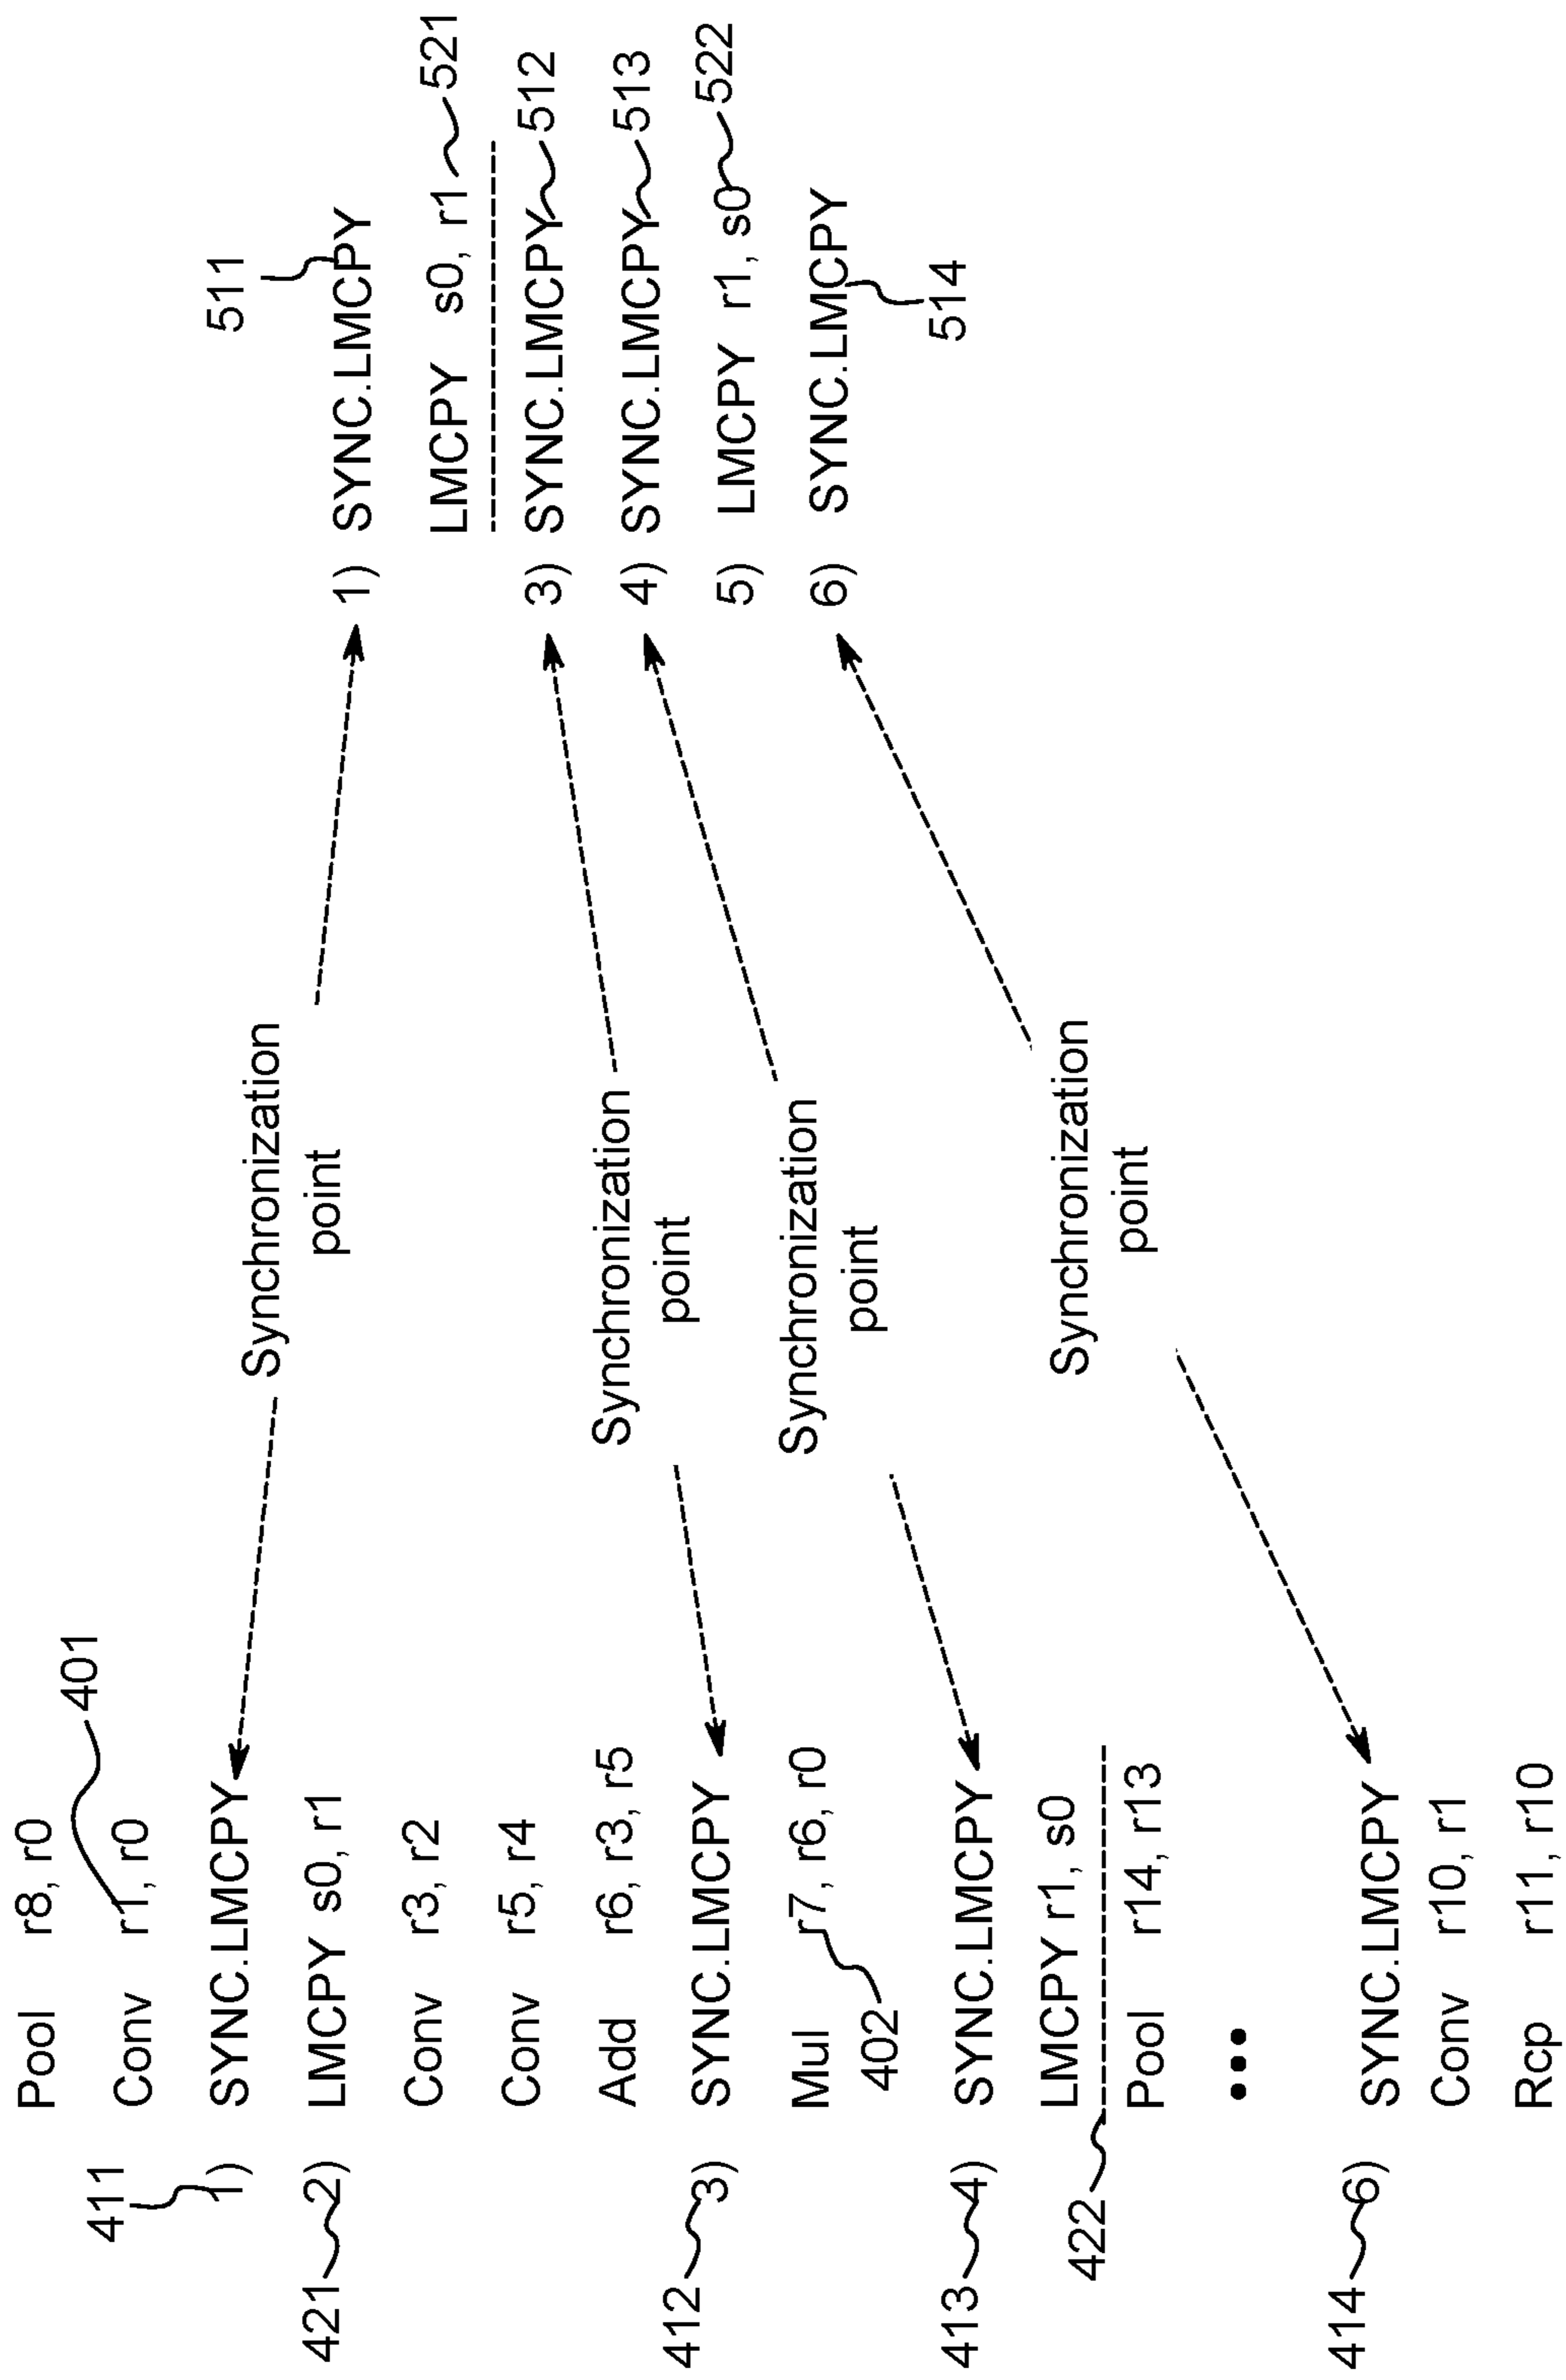 Pool r8, r0
401
Conv r1, r0
411
1) SYNC.LMCPY
421
2) LMCPY s0, r1
Conv r3, r2
Conv r5, r4
Add r6, r3, r5
412
3) SYNC.LMCPY
Mul r7, r6, r0
402
413
4) SYNC.LMCPY
LMCPY r1, s0
422
Pool r14, r13
•••
414
6) SYNC.LMCPY
Conv r10, r1
Rcp r11, r10
Synchronization
point
Synchronization
point
Synchronization
point
Synchronization
point
511
1) SYNC.LMCPY
LMCPY s0, r1
521
3) SYNC.LMCPY
512
4) SYNC.LMCPY
513
5) LMCPY r1, s0
522
6) SYNC.LMCPY
514